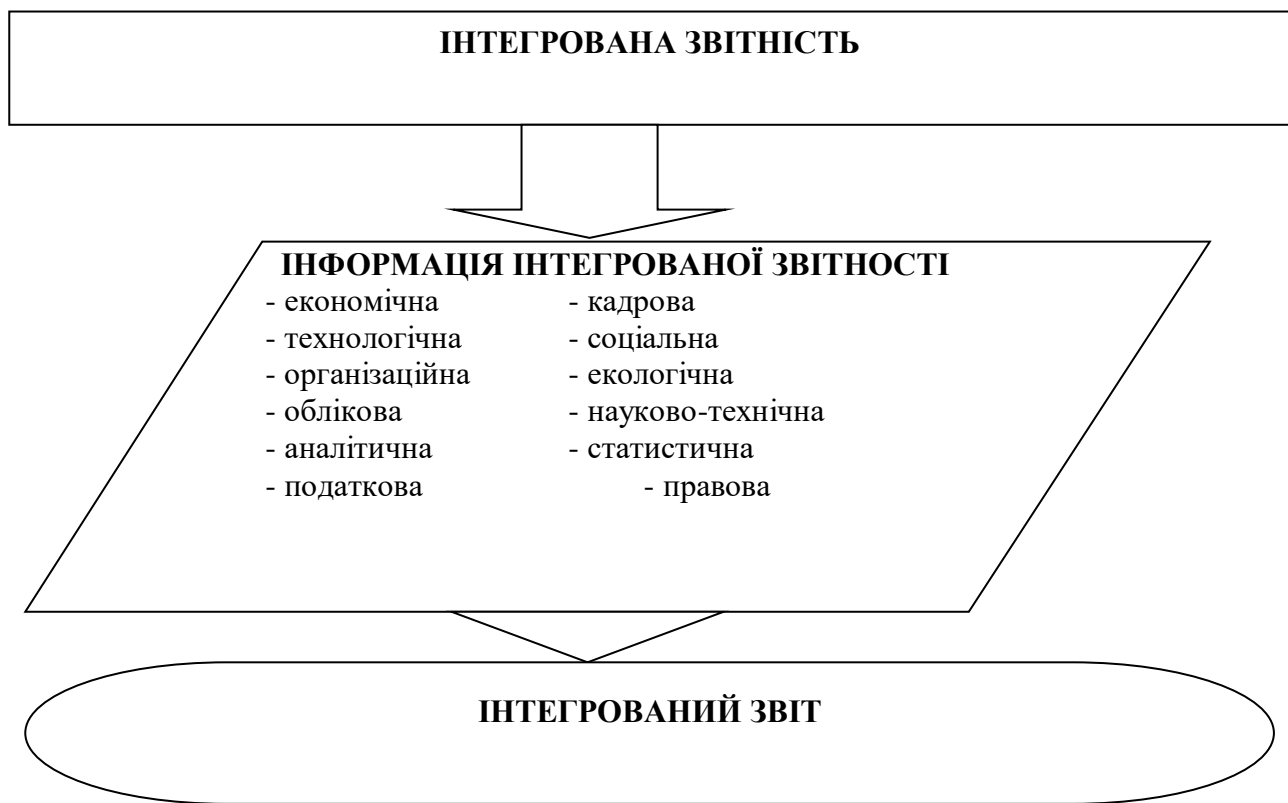 ІНТЕГРОВАНА ЗВІТНІСТЬ
ІНФОРМАЦІЯ ІНТЕГРОВАНОЇ ЗВІТНОСТІ
- економічна - кадрова
- технологічна - соціальна
- організаційна - екологічна
- облікова - науково-технічна
- аналітична - статистична
- податкова - правова
ІНТЕГРОВАНИЙ ЗВІТ